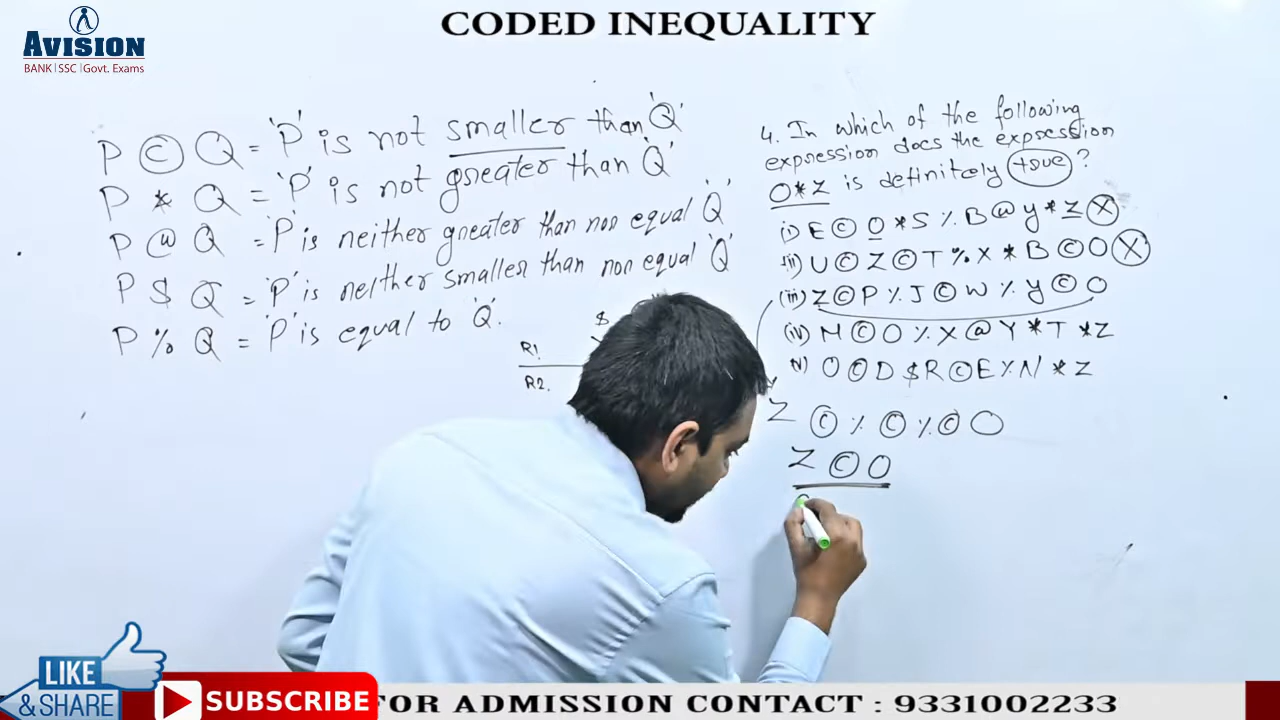 CODED INEQUALITY
AVISION
BANK | SSC | Govt. Exams
P © Q = 'P' is not smaller than 'Q'
P * Q = 'P' is not greater than 'Q'
P @ Q = 'P' is neither greater than non equal 'Q'
P $ Q = 'P' is neither smaller than non equal 'Q'
P % Q = 'P' is equal to 'Q'.
$
R1
R2.
4. In which of the following
expression does the expression
O*Z is definitely true ?
(i) E © O * S % B @ Y * Z
(ii) U © Z © T % X * B © O
(iii) Z © P % J © W % Y © O
(iv) M © O % X @ Y * T * Z
(v) O © D $ R © E % N * Z
Z © % © % © O
Z © O
LIKE
& SHARE
SUBSCRIBE
FOR ADMISSION CONTACT : 9331002233